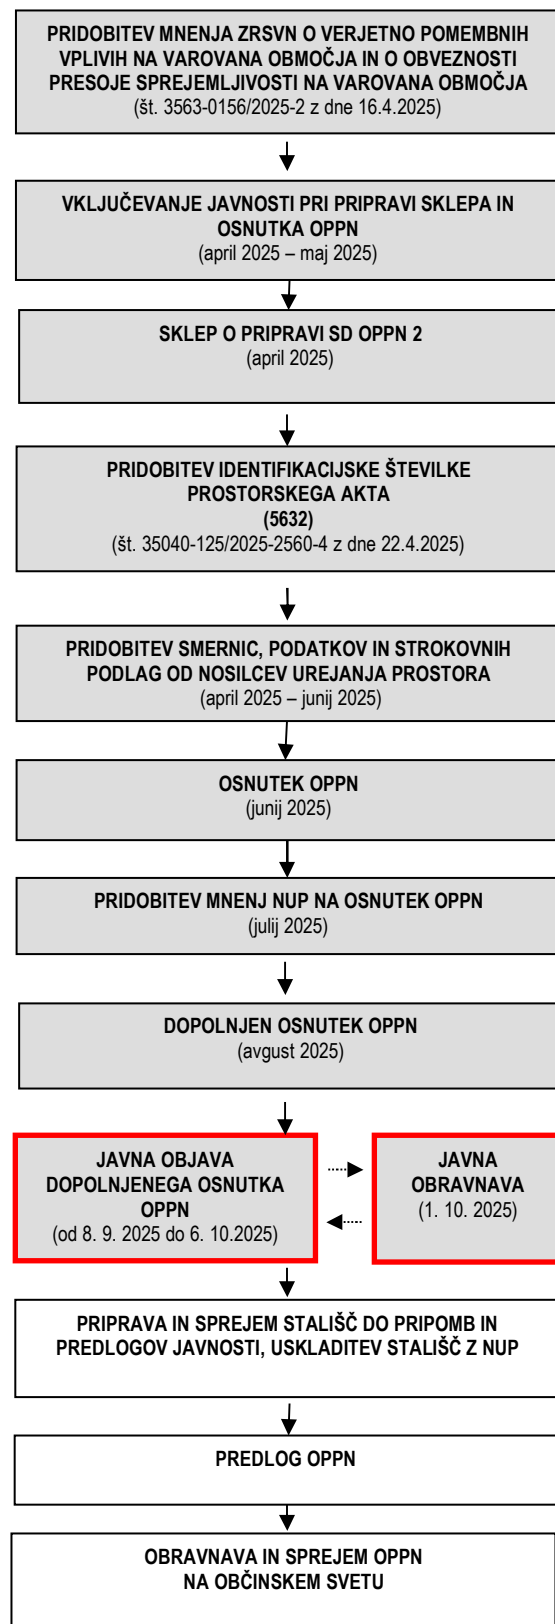 PRIDOBITEV MNENJA ZRSVN O VERJETNO POMEMBNIH
VPLIVIH NA VAROVANA OBMOČJA IN O OBVEZNOSTI
PRESOJE SPREJEMLJIVOSTI NA VAROVANA OBMOČJA
(št. 3563-0156/2025-2 z dne 16.4.2025)
VKLJUČEVANJE JAVNOSTI PRI PRIPRAVI SKLEPA IN
OSNUTKA OPPN
(april 2025 – maj 2025)
SKLEP O PRIPRAVI SD OPPN 2
(april 2025)
PRIDOBITEV IDENTIFIKACIJSKE ŠTEVILKE
PROSTORSKEGA AKTA
(5632)
(št. 35040-125/2025-2560-4 z dne 22.4.2025)
PRIDOBITEV SMERNIC, PODATKOV IN STROKOVNIH
PODLAG OD NOSILCEV UREJANJA PROSTORA
(april 2025 – junij 2025)
OSNUTEK OPPN
(junij 2025)
PRIDOBITEV MNENJ NUP NA OSNUTEK OPPN
(julij 2025)
DOPOLNJEN OSNUTEK OPPN
(avgust 2025)
JAVNA OBJAVA
DOPOLNJENEGA OSNUTKA
OPPN
(od 8. 9. 2025 do 6. 10.2025)
JAVNA
OBRAVNAVA
(1. 10. 2025)
PRIPRAVA IN SPREJEM STALIŠČ DO PRIPOMB IN
PREDLOGOV JAVNOSTI, USKLADITEV STALIŠČ Z NUP
PREDLOG OPPN
OBRAVNAVA IN SPREJEM OPPN
NA OBČINSKEM SVETU